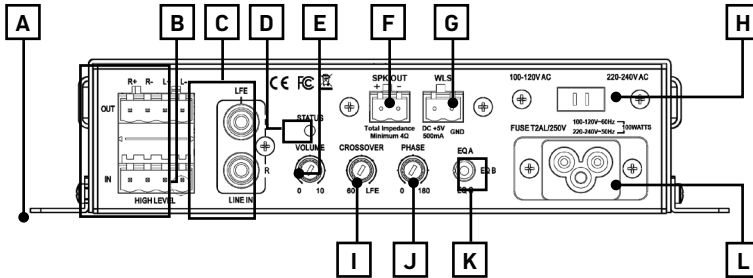 A
B
C
D
E
F
G
H
R+ R- L+ L-
OUT
IN
HIGH LEVEL
LFE
R
LINE IN
CE FC
STATUS
VOLUME
0 10
CROSSOVER
60 LFE
PHASE
0 180
SPK OUT
+ −
Total Impedance
Minimum 4Ω
WLS
DC +5V
500mA
GND
EQ A
EQ B
100-120V AC
220-240V AC
FUSE T2AL/250V
100-120V~60Hz
220-240V~50Hz
100WATTS
I
J
K
L